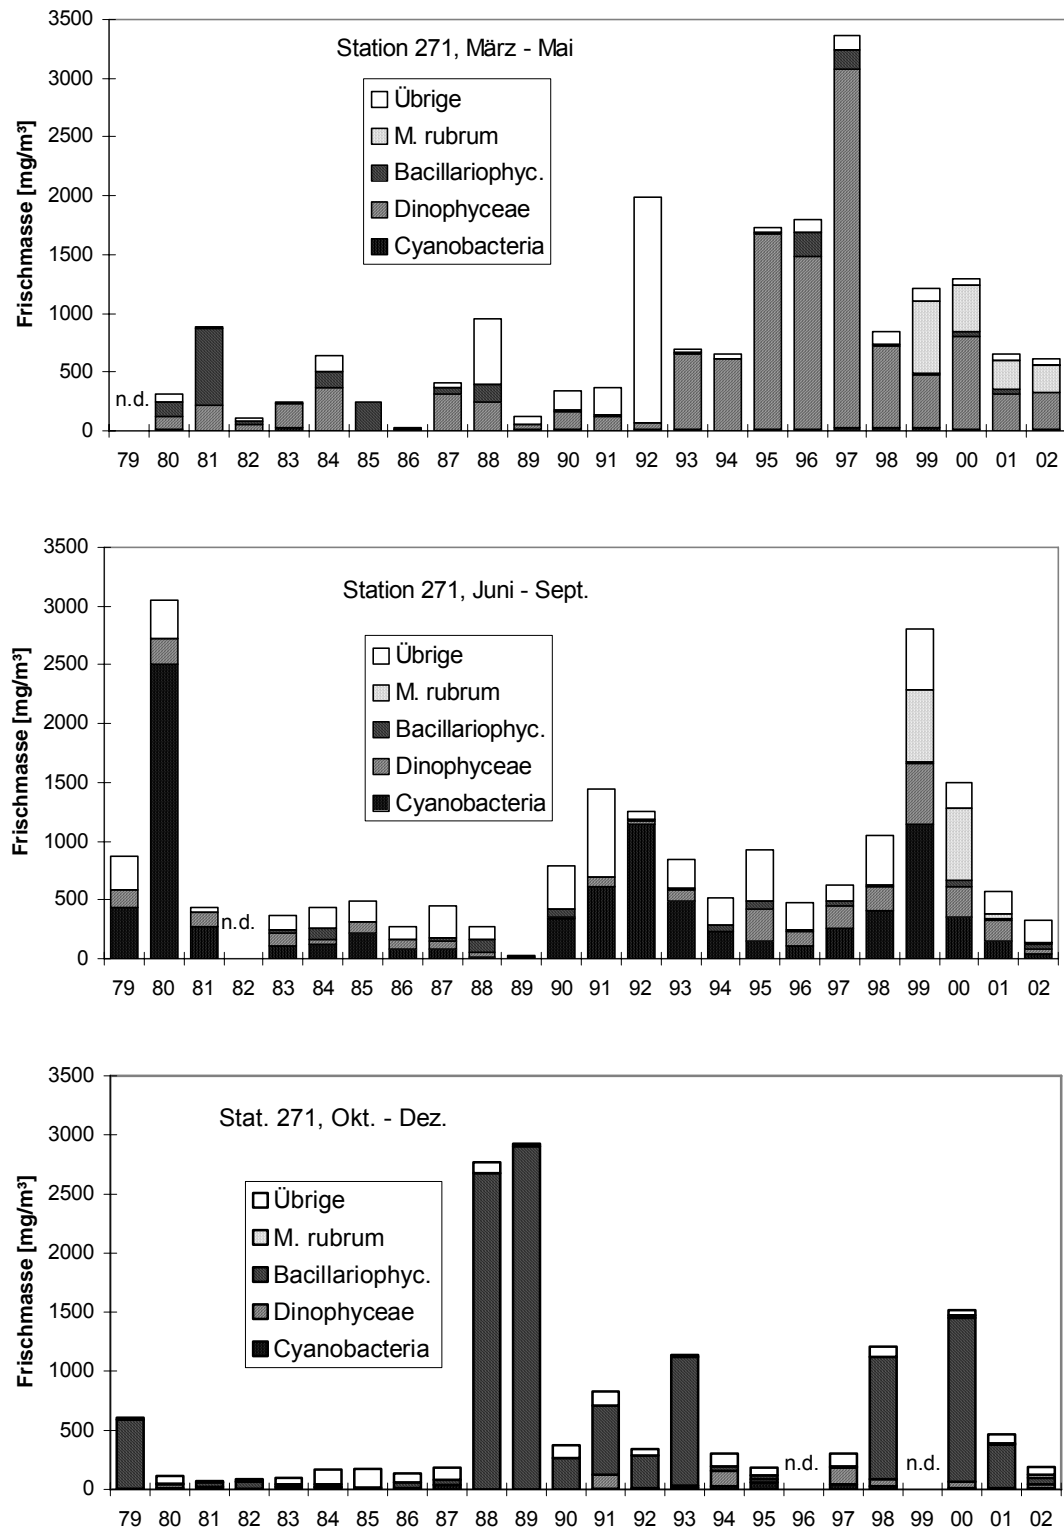 3500
3000
2500
2000
1500
1000
500
0
Frischmasse [mg/m³]
Station 271, März - Mai
Übrige
M. rubrum
Bacillariophyc.
Dinophyceae
Cyanobacteria
n.d.
79 80 81 82 83 84 85 86 87 88 89 90 91 92 93 94 95 96 97 98 99 00 01 02
3500
3000
2500
2000
1500
1000
500
0
Frischmasse [mg/m³]
Station 271, Juni - Sept.
Übrige
M. rubrum
Bacillariophyc.
Dinophyceae
Cyanobacteria
n.d.
79 80 81 82 83 84 85 86 87 88 89 90 91 92 93 94 95 96 97 98 99 00 01 02
3500
3000
2500
2000
1500
1000
500
0
Frischmasse [mg/m³]
Stat. 271, Okt. - Dez.
Übrige
M. rubrum
Bacillariophyc.
Dinophyceae
Cyanobacteria
n.d. n.d.
79 80 81 82 83 84 85 86 87 88 89 90 91 92 93 94 95 96 97 98 99 00 01 02